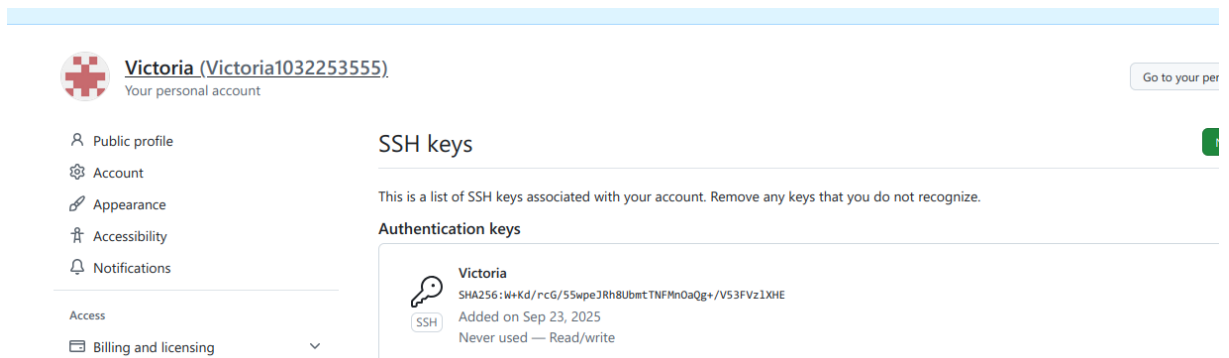 Victoria (Victoria1032253555)
Your personal account
Go to your per
Public profile
Account
Appearance
Accessibility
Notifications
Access
Billing and licensing
SSH keys
This is a list of SSH keys associated with your account. Remove any keys that you do not recognize.
Authentication keys
Victoria
SHA256:W+Kd/rcG/55wpeJRh8UbmtTNFMnOaQg+/V53FVzlXHE
SSH
Added on Sep 23, 2025
Never used — Read/write